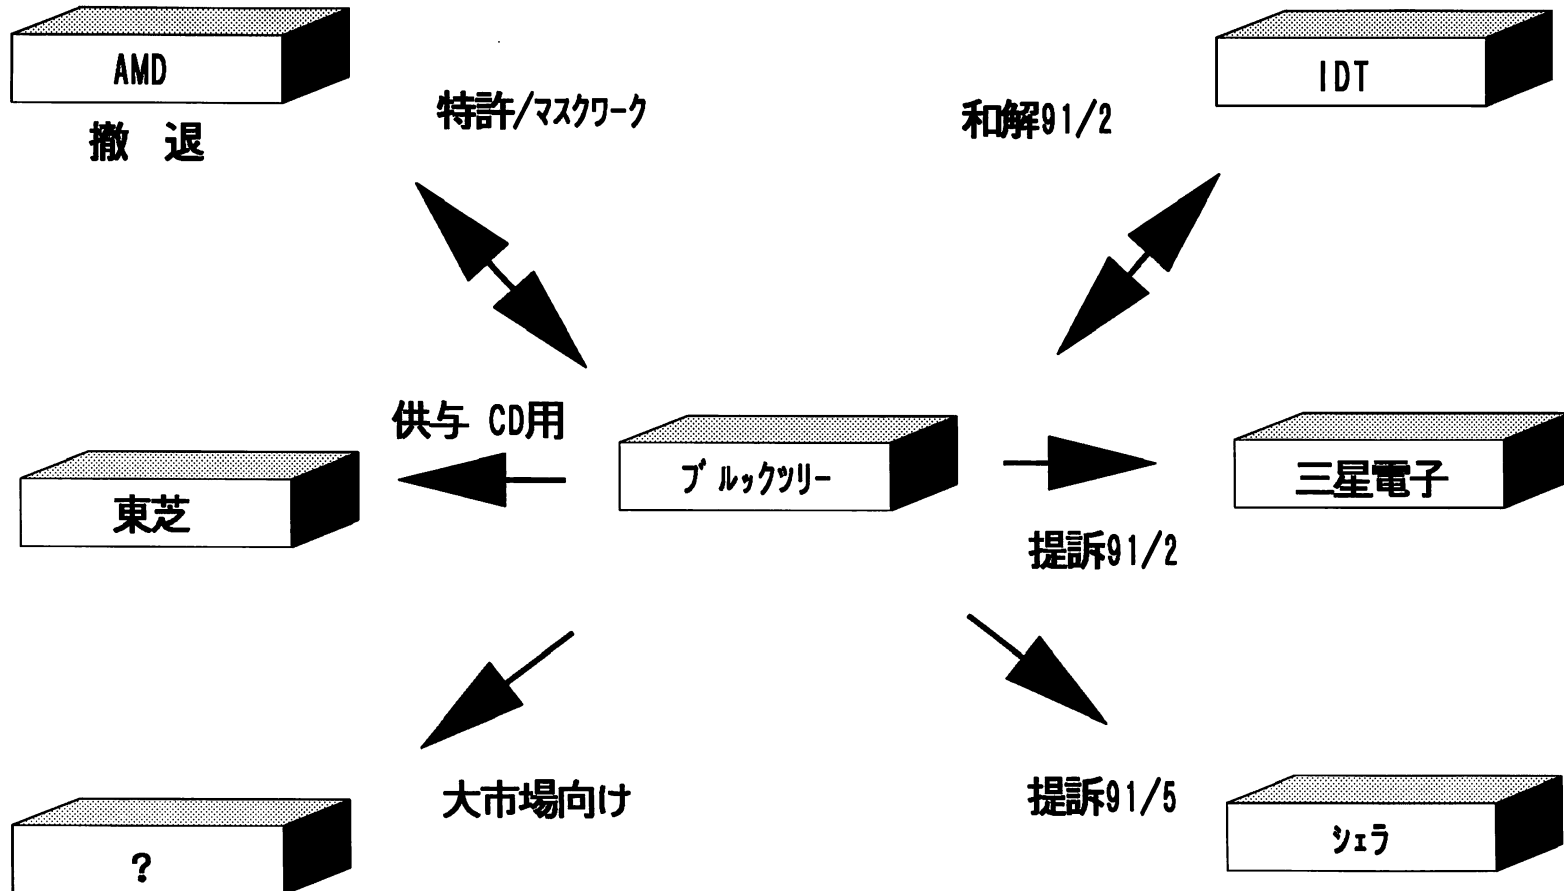 AMD
IDT
特許/マスクワーク
和解91/2
撤 退
供与 CD用
ブルックツリー
三星電子
東芝
提訴91/2
大市場向け
提訴91/5
シェラ
?